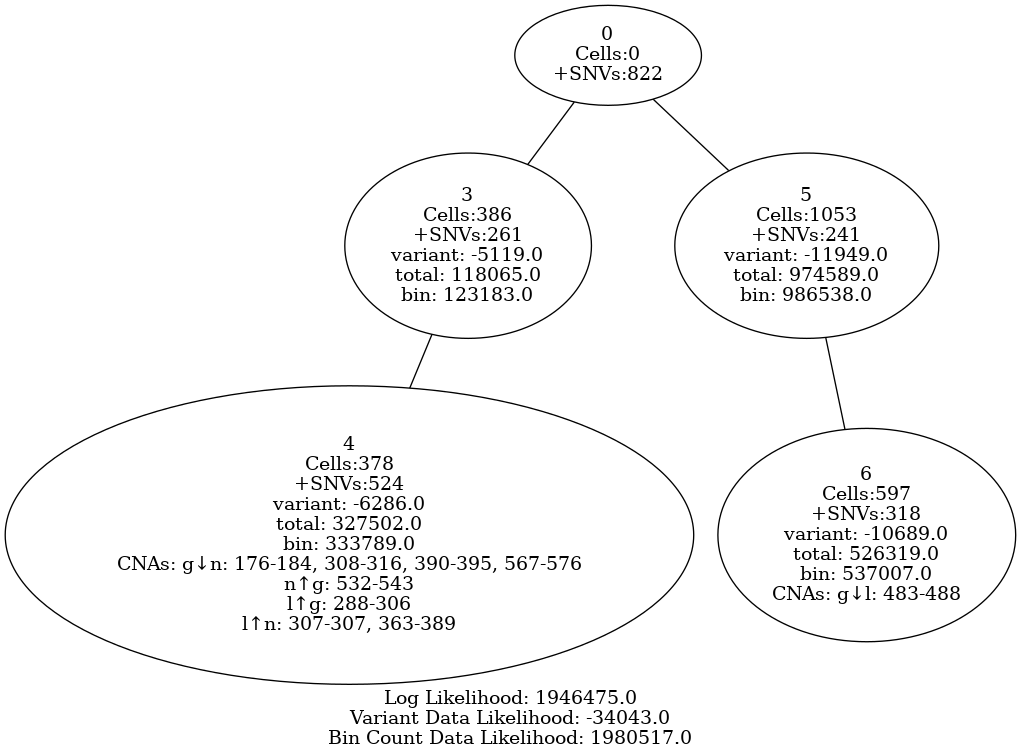 0
Cells:0
+SNVs:822
3
Cells:386
+SNVs:261
variant: -5119.0
total: 118065.0
bin: 123183.0
5
Cells:1053
+SNVs:241
variant: -11949.0
total: 974589.0
bin: 986538.0
4
Cells:378
+SNVs:524
variant: -6286.0
total: 327502.0
bin: 333789.0
CNAs: g↓n: 176-184, 308-316, 390-395, 567-576
n↑g: 532-543
l↑g: 288-306
l↑n: 307-307, 363-389
6
Cells:597
+SNVs:318
variant: -10689.0
total: 526319.0
bin: 537007.0
CNAs: g↓l: 483-488
Log Likelihood: 1946475.0
Variant Data Likelihood: -34043.0
Bin Count Data Likelihood: 1980517.0